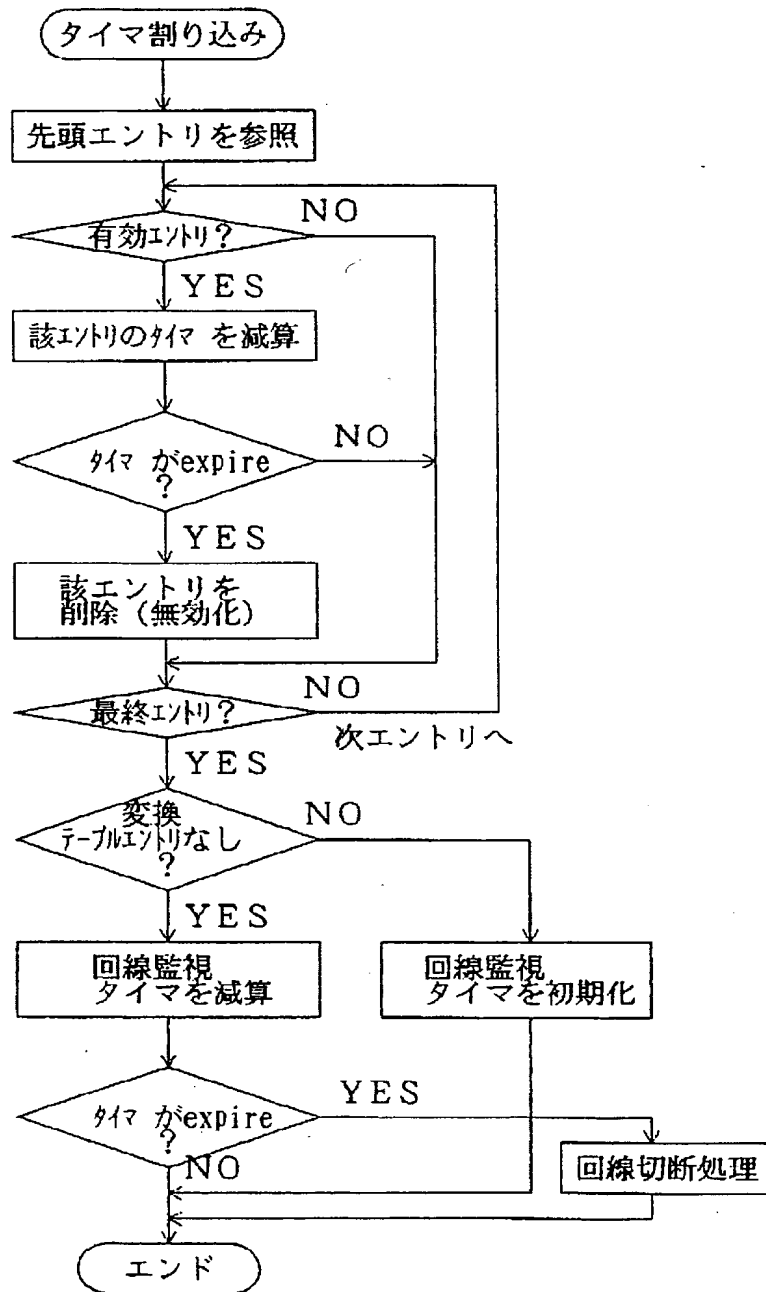 タイマ割り込み
先頭エントリを参照
NO
有効エントリ?
YES
該エントリのタイマ を減算
NO
タイマ がexpire
?
YES
該エントリを
削除(無効化)
NO
最終エントリ?
次エントリへ
YES
変換
テーブルエントリなし
?
NO
YES
回線監視
タイマを減算
回線監視
タイマを初期化
YES
タイマ がexpire
?
NO
回線切断処理
エンド